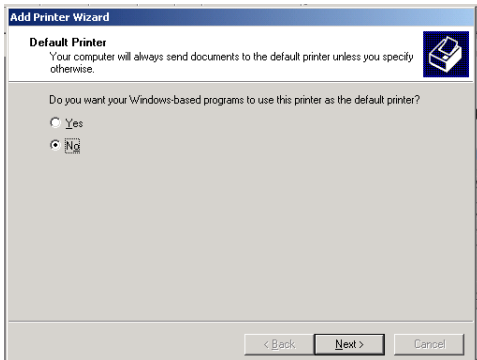 Add Printer Wizard
Default Printer
Your computer will always send documents to the default printer unless you specify
otherwise.
Do you want your Windows-based programs to use this printer as the default printer?
Yes
No
< Back
Next >
Cancel